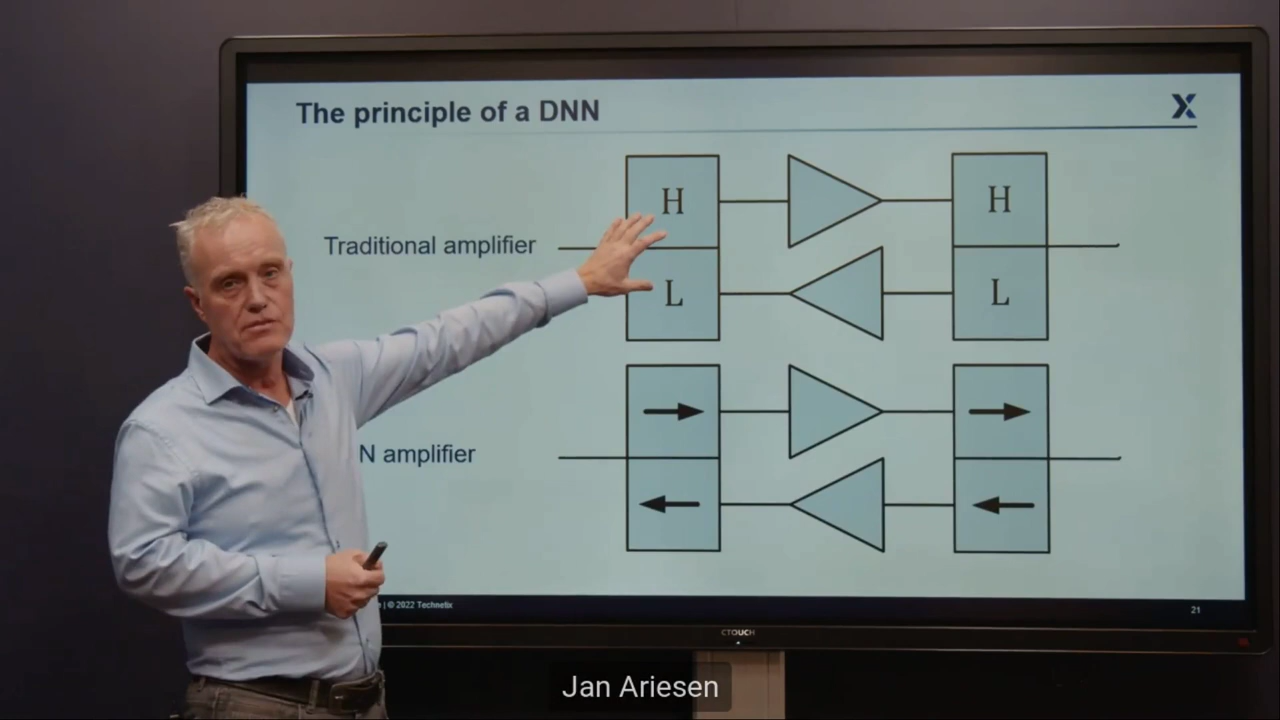 The principle of a DNN
X
H
H
Traditional amplifier
L
L
N amplifier
| © 2022 Technetix
21
CTOUCH
Jan Ariesen